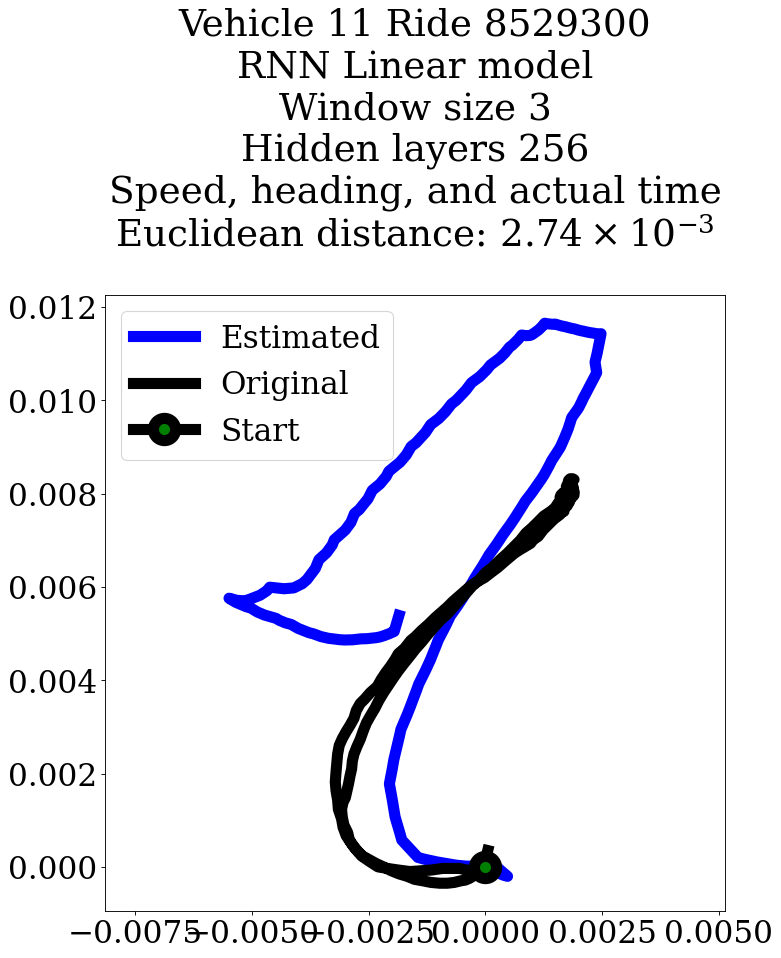 Vehicle 11 Ride 8529300
RNN Linear model
Window size 3
Hidden layers 256
Speed, heading, and actual time
Euclidean distance: 2.74 × 10⁻³
0.012
0.010
0.008
0.006
0.004
0.002
0.000
Estimated
Original
Start
−0.0075 −0.0050 −0.0025 0.0000 0.0025 0.0050